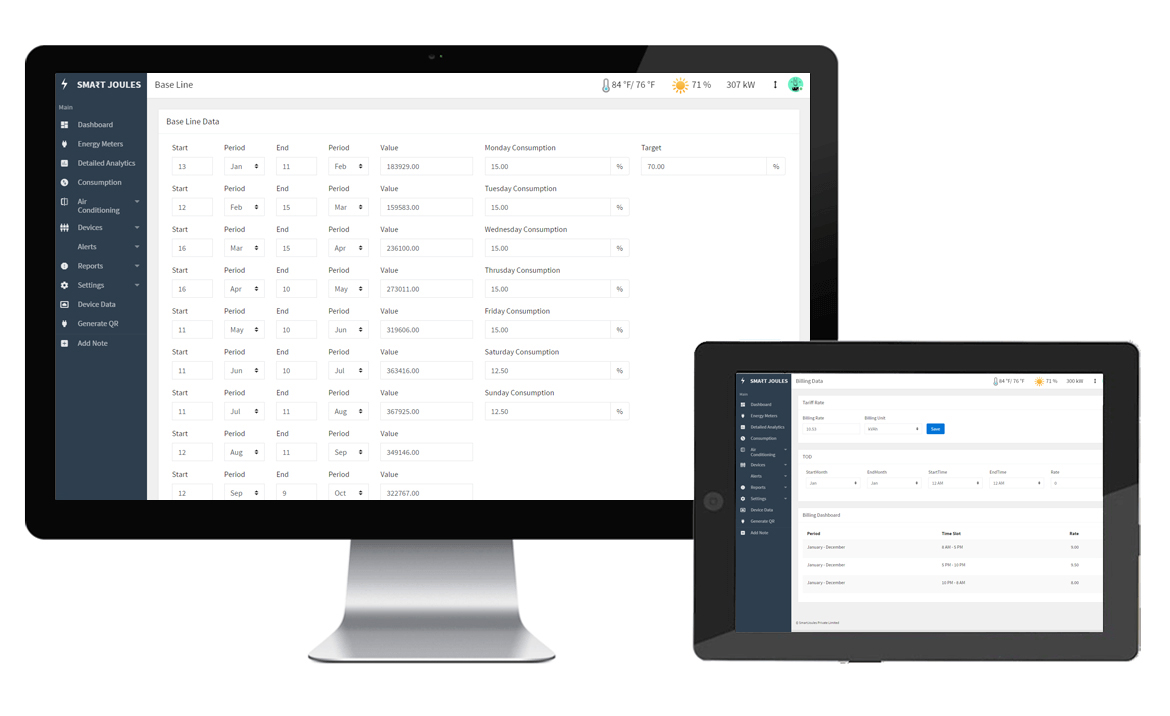 SMART JOULES
Base Line
84 °F/ 76 °F
71 %
307 kW
Main
Dashboard
Energy Meters
Detailed Analytics
Consumption
Air
Conditioning
Devices
Alerts
Reports
Settings
Device Data
Generate QR
Add Note
Base Line Data
Start Period End Period Value Monday Consumption Target
13 Jan 11 Feb 183929.00 15.00 % 70.00 %
Start Period End Period Value Tuesday Consumption
12 Feb 15 Mar 159583.00 15.00 %
Start Period End Period Value Wednesday Consumption
16 Mar 15 Apr 236100.00 15.00 %
Start Period End Period Value Thrusday Consumption
16 Apr 10 May 273011.00 15.00 %
Start Period End Period Value Friday Consumption
11 May 10 Jun 319606.00 15.00 %
Start Period End Period Value Saturday Consumption
11 Jun 10 Jul 363416.00 12.50 %
Start Period End Period Value Sunday Consumption
11 Jul 11 Aug 367925.00 12.50 %
Start Period End Period Value
12 Aug 11 Sep 349146.00
Start Period End Period Value
12 Sep 9 Oct 322767.00
SMART JOULES
Billing Data
84 °F/ 76 °F
71 %
300 kW
Main
Dashboard
Energy Meters
Detailed Analytics
Consumption
Air
Conditioning
Devices
Alerts
Reports
Settings
Device Data
Generate QR
Add Note
Tariff Rate
Billing Rate Billing Unit
kVAh Save
TOD
StartMonth EndMonth StartTime EndTime Rate
Jan Jan 12 AM 12 AM 0
Billing Dashboard
Period Time Slot Rate
January - December 6 AM - 5 PM 9.00
January - December 5 PM - 10 PM
January - December 10 PM - 6 AM
© SmartJoules Private Limited